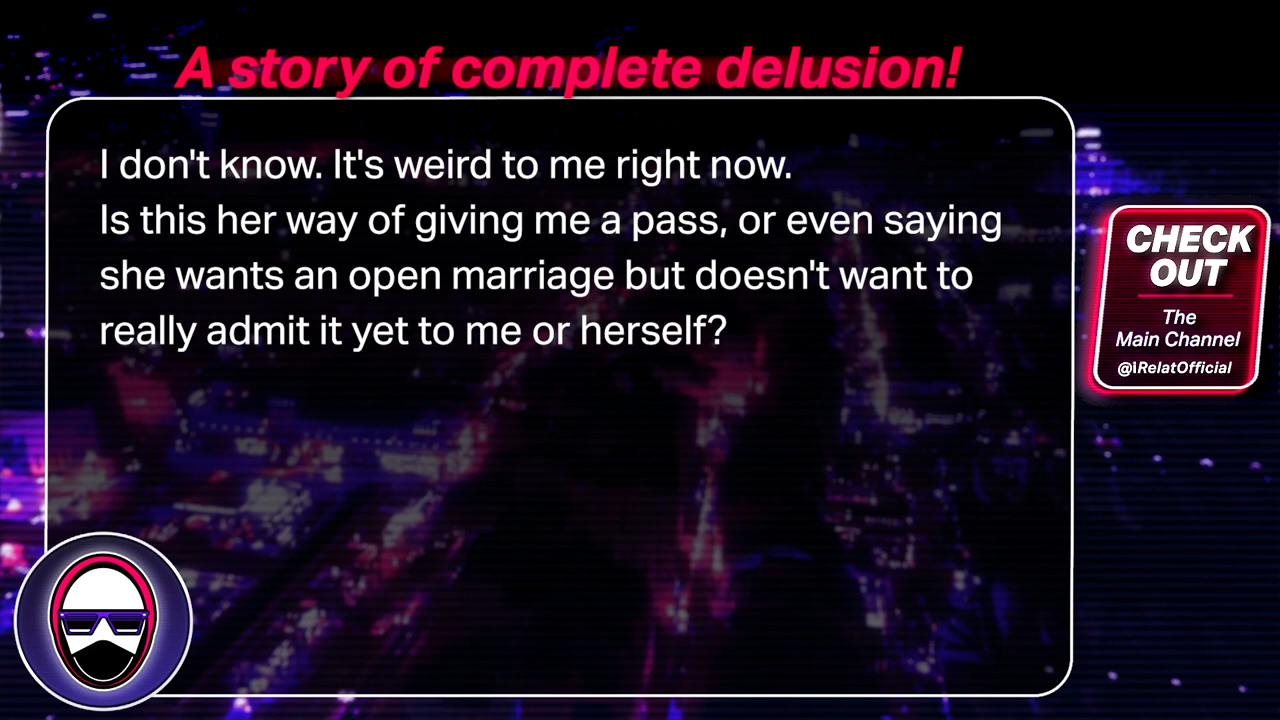 A story of complete delusion!
I don't know. It's weird to me right now.
Is this her way of giving me a pass, or even saying
she wants an open marriage but doesn't want to
really admit it yet to me or herself?
CHECK
OUT
The
Main Channel
@IRelatOfficial